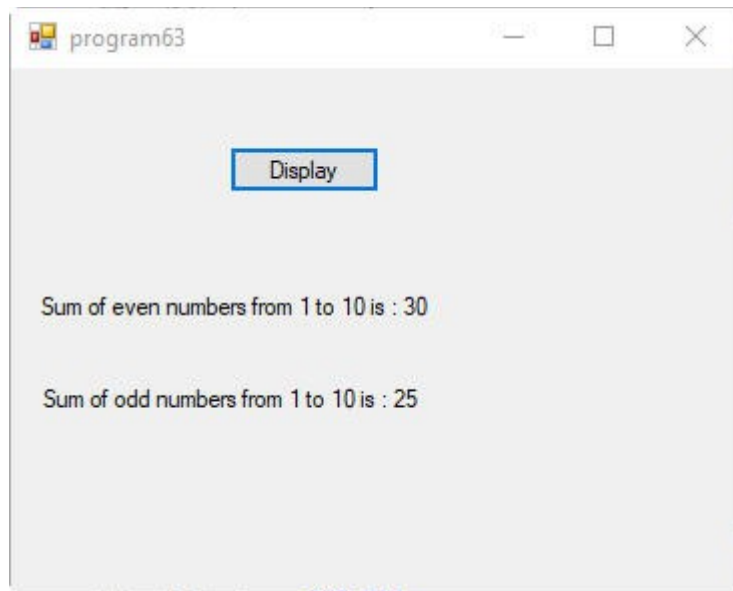 program63
Display
Sum of even numbers from 1 to 10 is : 30
Sum of odd numbers from 1 to 10 is : 25